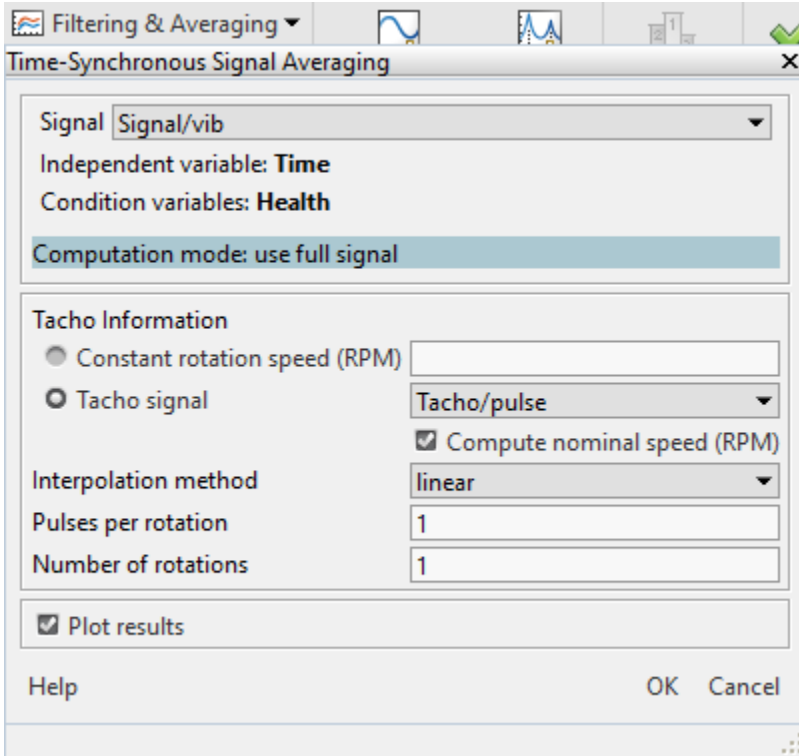 Filtering & Averaging
Time-Synchronous Signal Averaging
Signal Signal/vib
Independent variable: Time
Condition variables: Health
Computation mode: use full signal
Tacho Information
Constant rotation speed (RPM)
Tacho signal Tacho/pulse
Compute nominal speed (RPM)
Interpolation method linear
Pulses per rotation 1
Number of rotations 1
Plot results
Help OK Cancel